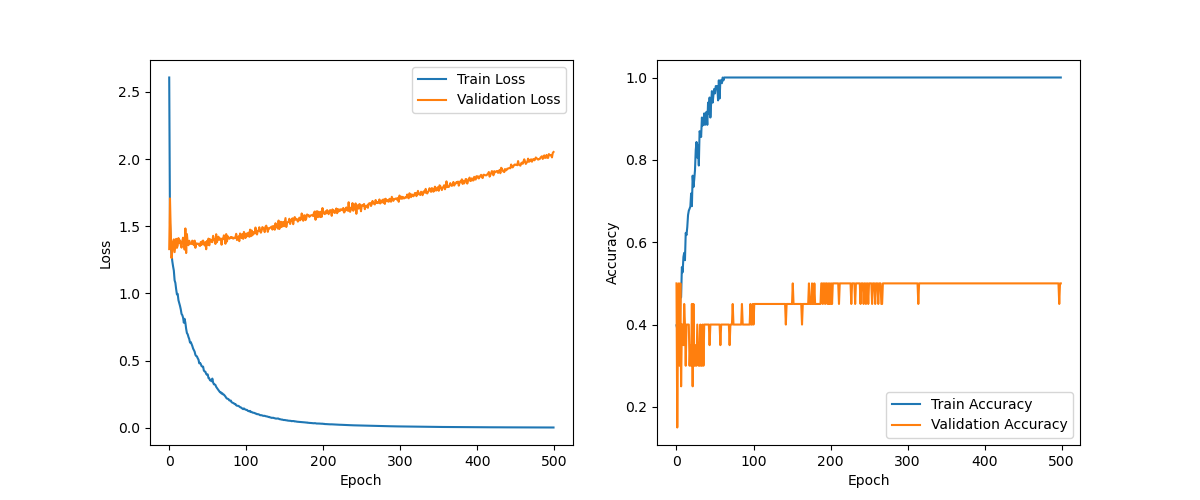 Train Loss
Validation Loss
2.5
2.0
1.5
1.0
0.5
0.0
Loss
0 100 200 300 400 500
Epoch
1.0
0.8
0.6
0.4
0.2
Accuracy
Train Accuracy
Validation Accuracy
0 100 200 300 400 500
Epoch